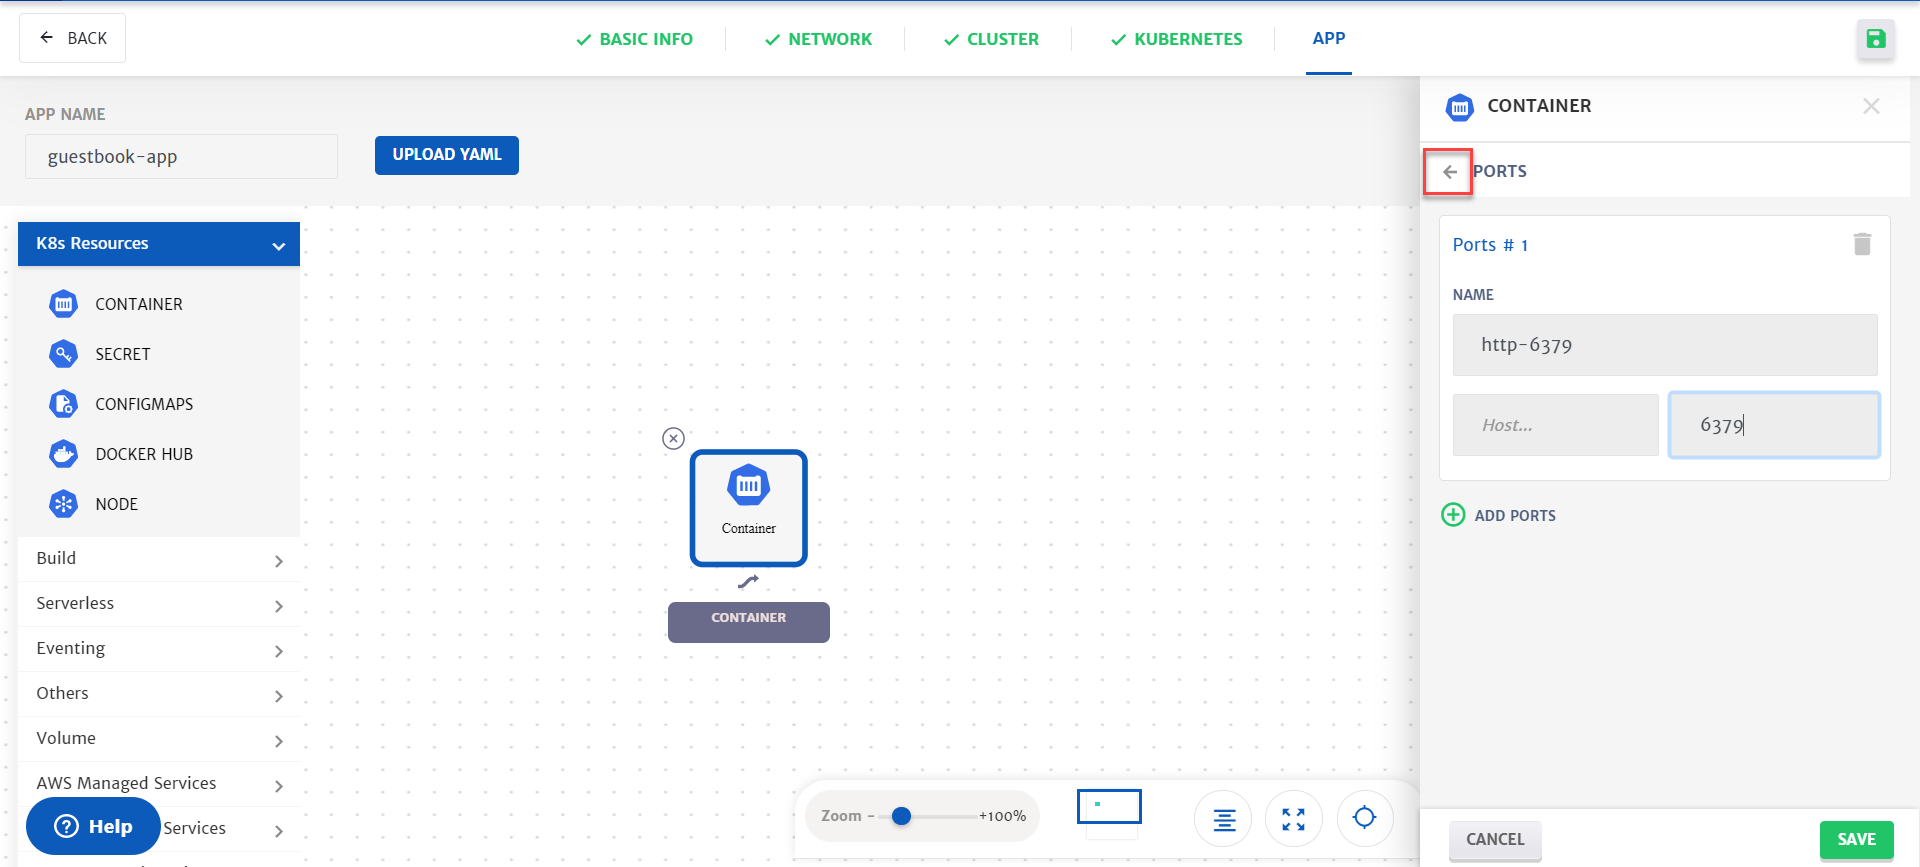 BACK
BASIC INFO
NETWORK
CLUSTER
KUBERNETES
APP
APP NAME
guestbook-app
UPLOAD YAML
K8s Resources
CONTAINER
SECRET
CONFIGMAPS
DOCKER HUB
NODE
Build
Serverless
Eventing
Others
Volume
AWS Managed Services
Services
Help
Container
CONTAINER
Zoom - +100%
CONTAINER
PORTS
Ports # 1
NAME
http-6379
Host...
6379
ADD PORTS
CANCEL
SAVE